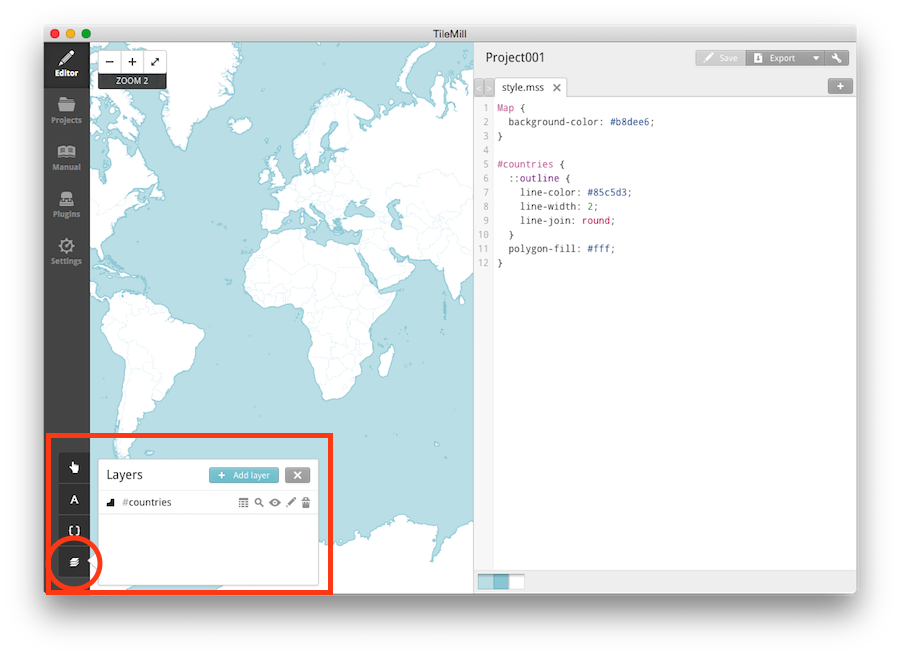 TileMill
Editor
Projects
Manual
Plugins
Settings
− + ⤢
ZOOM 2
A
{ }
Layers
+ Add layer ×
#countries
Project001
Save Export
< > style.mss × +
1 Map {
2 background-color: #b8dee6;
3 }
4
5 #countries {
6 ::outline {
7 line-color: #85c5d3;
8 line-width: 2;
9 line-join: round;
10 }
11 polygon-fill: #fff;
12 }